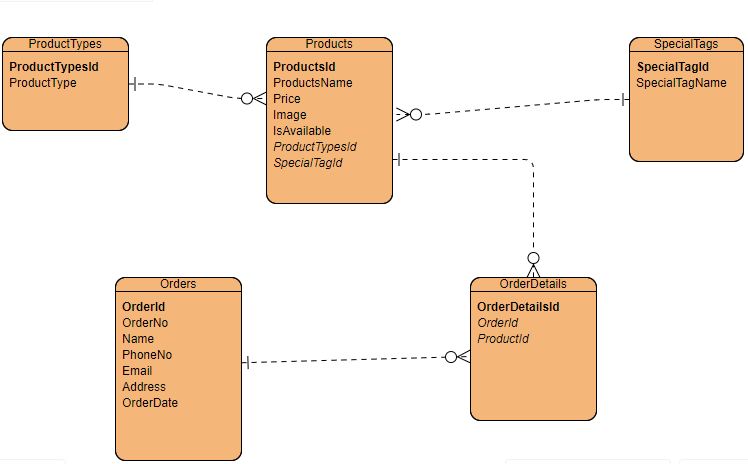 ProductTypes
ProductTypesId
ProductType
Products
ProductsId
ProductsName
Price
Image
IsAvailable
ProductTypesId
SpecialTagId
SpecialTags
SpecialTagId
SpecialTagName
Orders
OrderId
OrderNo
Name
PhoneNo
Email
Address
OrderDate
OrderDetails
OrderDetailsId
OrderId
ProductId